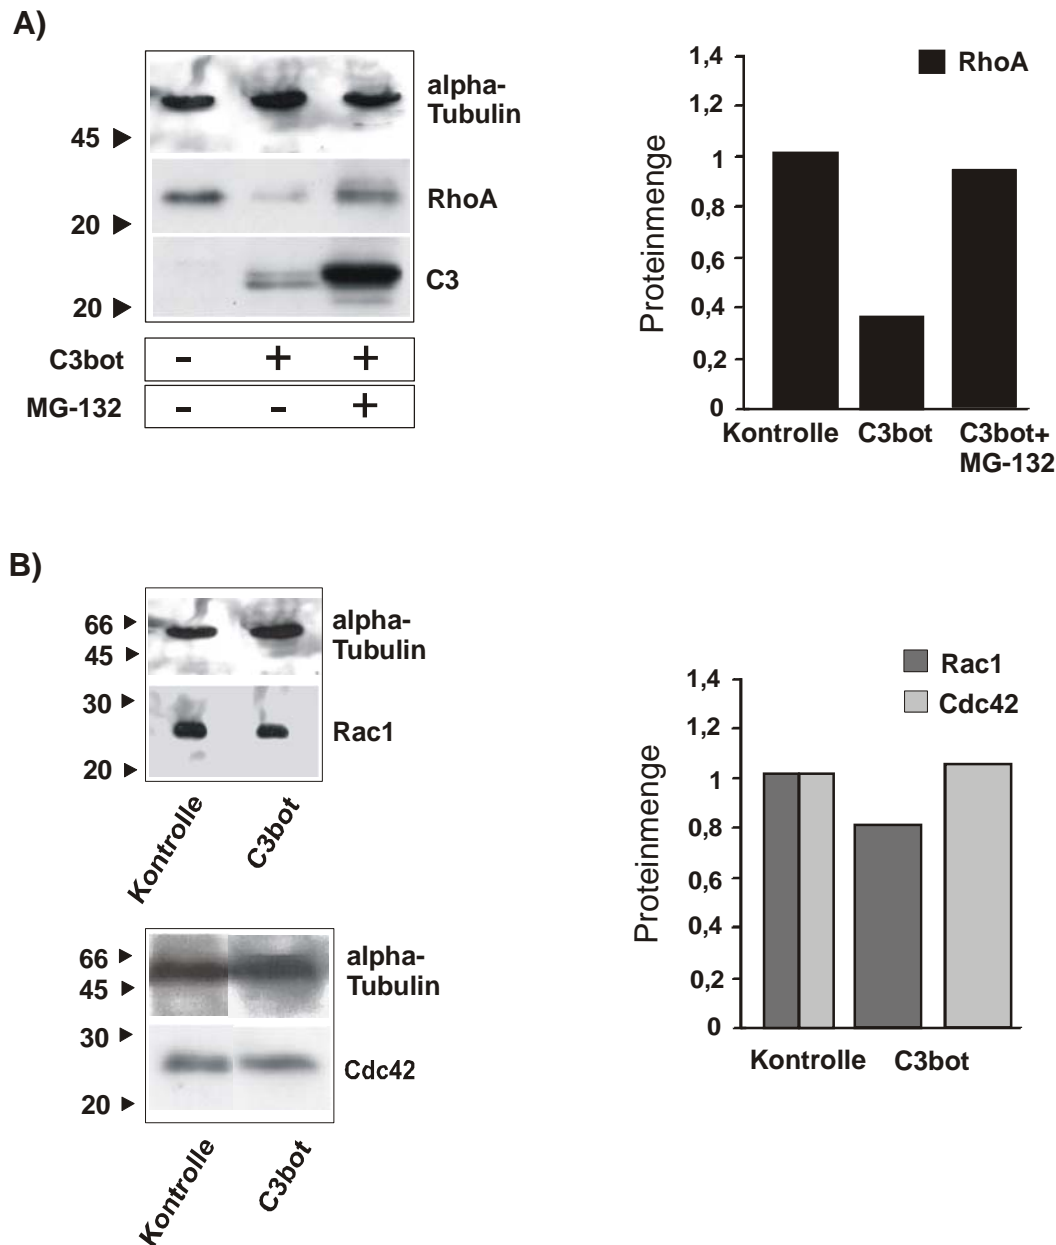 A)
alpha-
Tubulin
45
RhoA
20
C3
20
C3bot - + +
MG-132 - - +
RhoA
Proteinmenge
1,4
1,2
1
0,8
0,6
0,4
0,2
0
Kontrolle C3bot C3bot+
MG-132
B)
66
alpha-
Tubulin
45
30
Rac1
20
Kontrolle C3bot
66
alpha-
Tubulin
45
30
Cdc42
20
Kontrolle C3bot
Rac1
Cdc42
Proteinmenge
1,4
1,2
1
0,8
0,6
0,4
0,2
0
Kontrolle C3bot